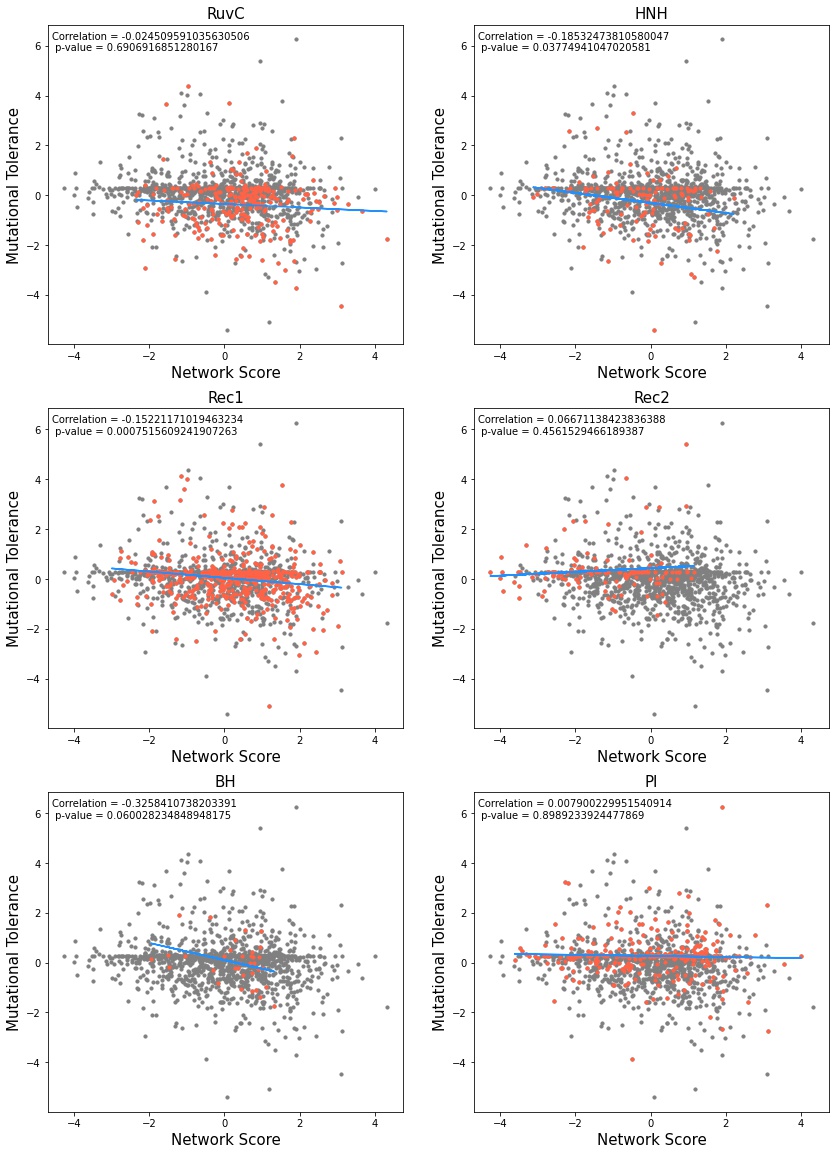 RuvC
Correlation = -0.024509591035630506
p-value = 0.6906916851280167
6
4
2
0
−2
−4
Mutational Tolerance
−4 −2 0 2 4
Network Score
HNH
Correlation = -0.18532473810580047
p-value = 0.03774941047020581
6
4
2
0
−2
−4
Mutational Tolerance
−4 −2 0 2 4
Network Score
Rec1
Correlation = -0.15221171019463234
p-value = 0.0007515609241907263
6
4
2
0
−2
−4
Mutational Tolerance
−4 −2 0 2 4
Network Score
Rec2
Correlation = 0.06671138423836388
p-value = 0.4561529466189387
6
4
2
0
−2
−4
Mutational Tolerance
−4 −2 0 2 4
Network Score
BH
Correlation = -0.3258410738203391
p-value = 0.060028234848948175
6
4
2
0
−2
−4
Mutational Tolerance
−4 −2 0 2 4
Network Score
PI
Correlation = 0.007900229951540914
p-value = 0.8989233924477869
6
4
2
0
−2
−4
Mutational Tolerance
−4 −2 0 2 4
Network Score